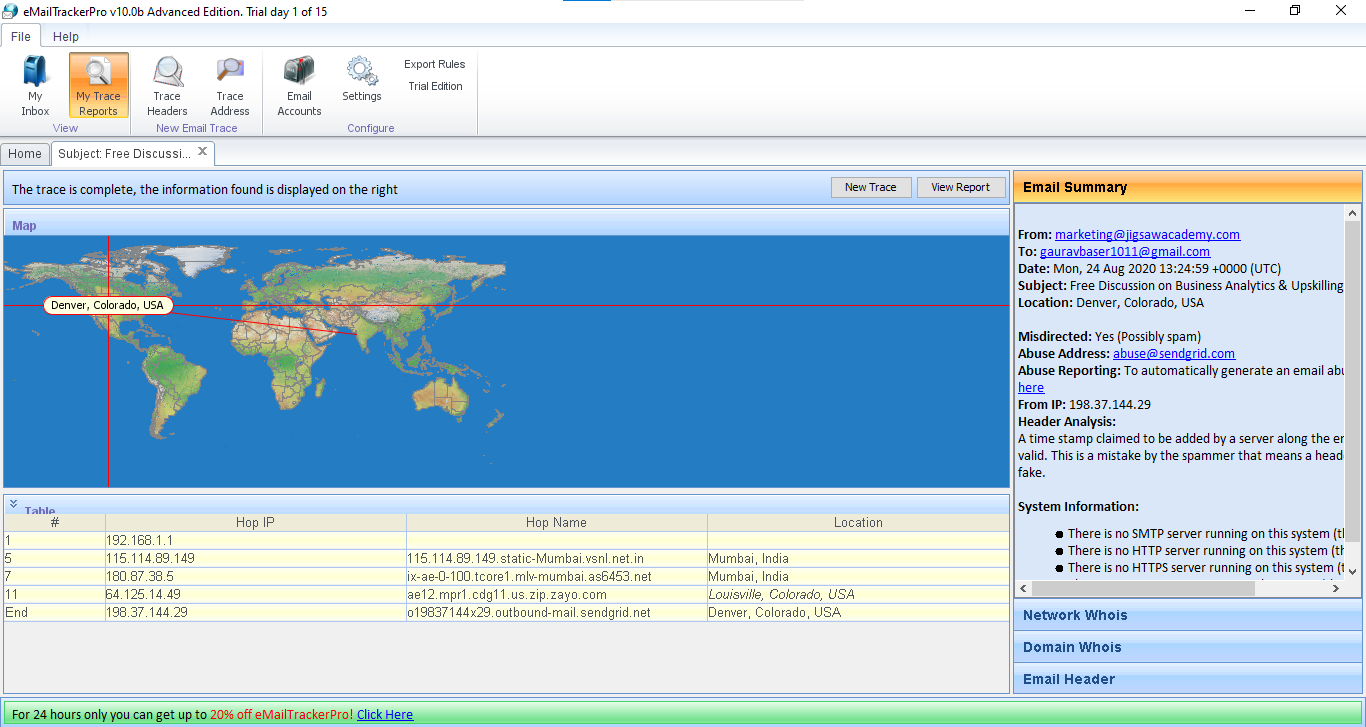 eMailTrackerPro v10.0b Advanced Edition. Trial day 1 of 15
File Help
My Inbox
My Trace Reports
Trace Headers
Trace Address
Email Accounts
Settings
Export Rules
Trial Edition
View
New Email Trace
Configure
Home
Subject: Free Discussi...
The trace is complete, the information found is displayed on the right
New Trace
View Report
Map
Denver, Colorado, USA
Table
# Hop IP Hop Name Location
1 192.168.1.1
5 115.114.89.149 115.114.89.149.static-Mumbai.vsnl.net.in Mumbai, India
7 180.87.38.5 ix-ae-0-100.tcore1.mlv-mumbai.as6453.net Mumbai, India
11 64.125.14.49 ae12.mpr1.cdg11.us.zip.zayo.com Louisville, Colorado, USA
End 198.37.144.29 o19837144x29.outbound-mail.sendgrid.net Denver, Colorado, USA
Email Summary
From: marketing@jigsawacademy.com
To: gauravbaser1011@gmail.com
Date: Mon, 24 Aug 2020 13:24:59 +0000 (UTC)
Subject: Free Discussion on Business Analytics & Upskilling
Location: Denver, Colorado, USA
Misdirected: Yes (Possibly spam)
Abuse Address: abuse@sendgrid.com
Abuse Reporting: To automatically generate an email abu
here
From IP: 198.37.144.29
Header Analysis:
A time stamp claimed to be added by a server along the e
valid. This is a mistake by the spammer that means a head
fake.
System Information:
There is no SMTP server running on this system (t
There is no HTTP server running on this system (th
There is no HTTPS server running on this system (
Network Whois
Domain Whois
Email Header
For 24 hours only you can get up to 20% off eMailTrackerPro! Click Here